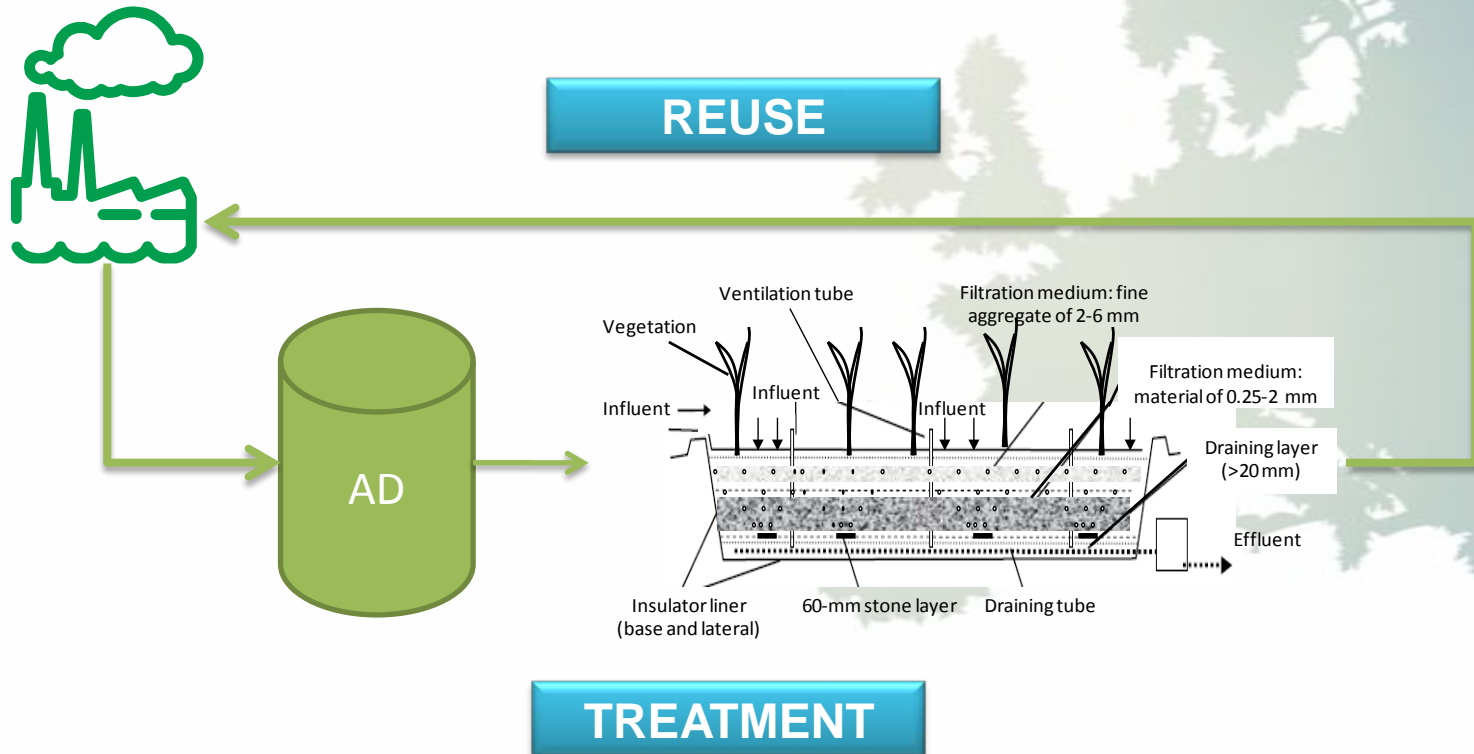 REUSE
Ventilation tube
Filtration medium: fine
aggregate of 2-6 mm
Vegetation
Filtration medium:
material of 0.25-2 mm
Influent
Influent
Influent
Draining layer
(>20 mm)
AD
Effluent
Insulator liner
(base and lateral)
60-mm stone layer
Draining tube
TREATMENT